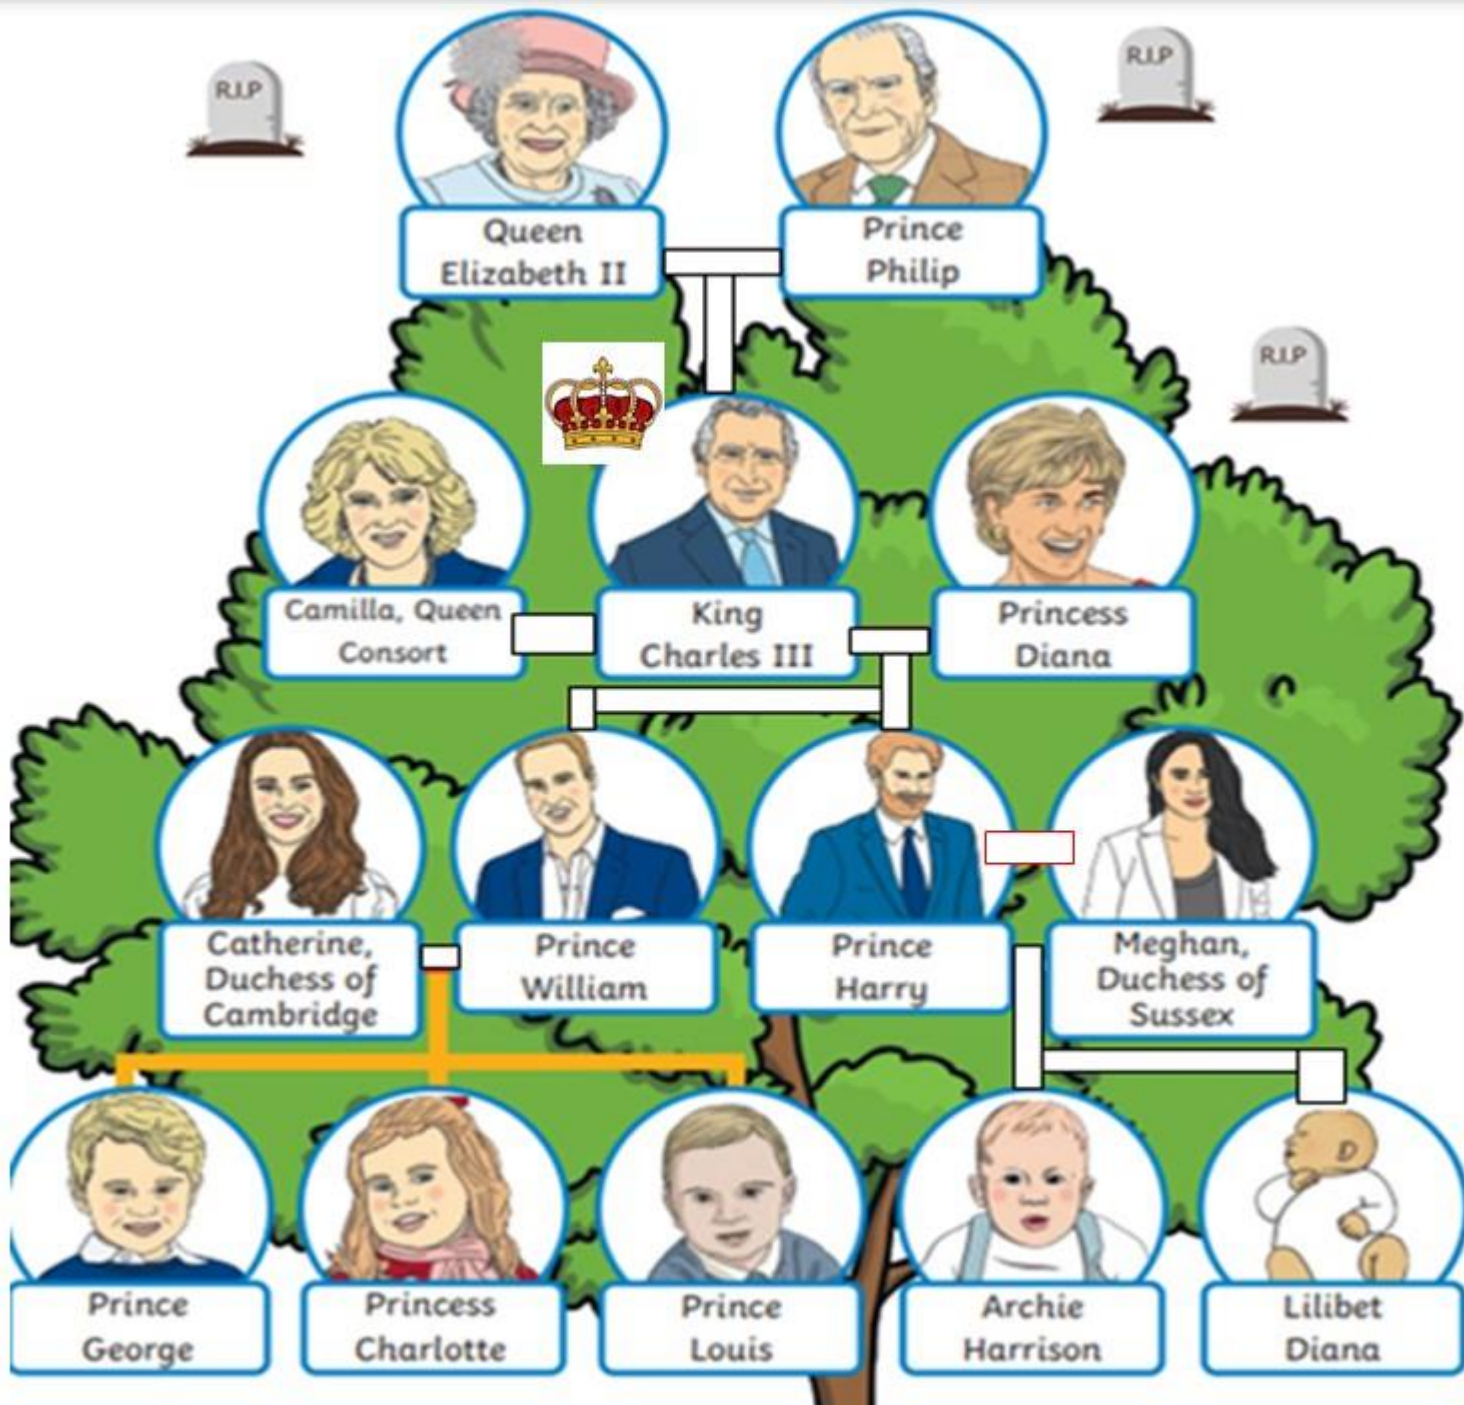 R.I.P
R.I.P
Queen
Elizabeth II
Prince
Philip
R.I.P
Camilla, Queen
Consort
King
Charles III
Princess
Diana
Catherine,
Duchess of
Cambridge
Prince
William
Prince
Harry
Meghan,
Duchess of
Sussex
Prince
George
Princess
Charlotte
Prince
Louis
Archie
Harrison
Lilibet
Diana